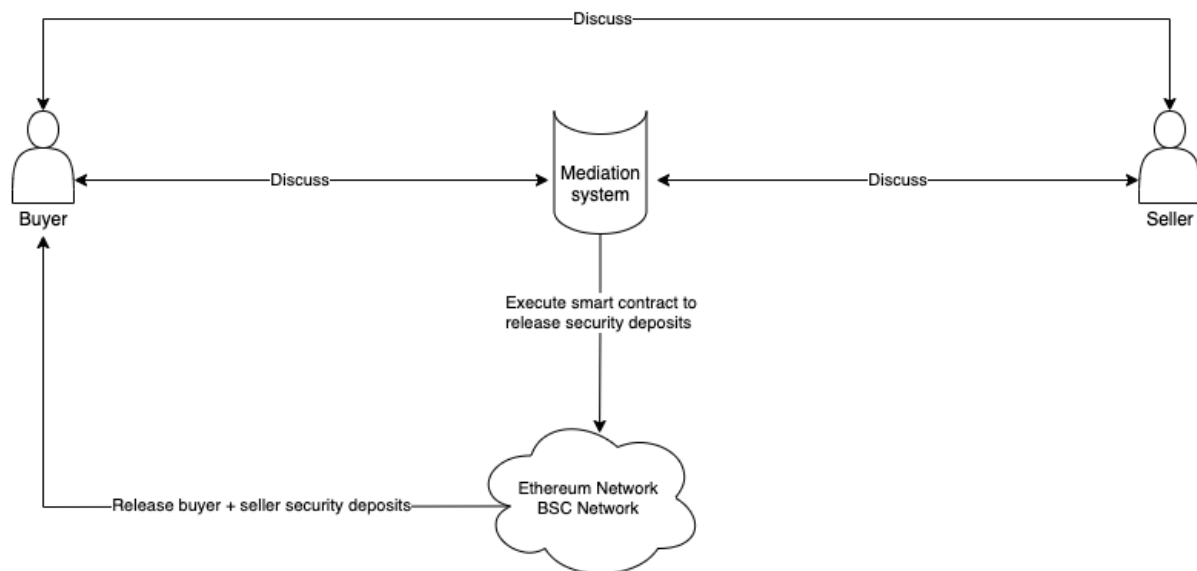 Discuss
Discuss
Mediation
system
Discuss
Buyer
Seller
Execute smart contract to
release security deposits
Ethereum Network
BSC Network
Release buyer + seller security deposits